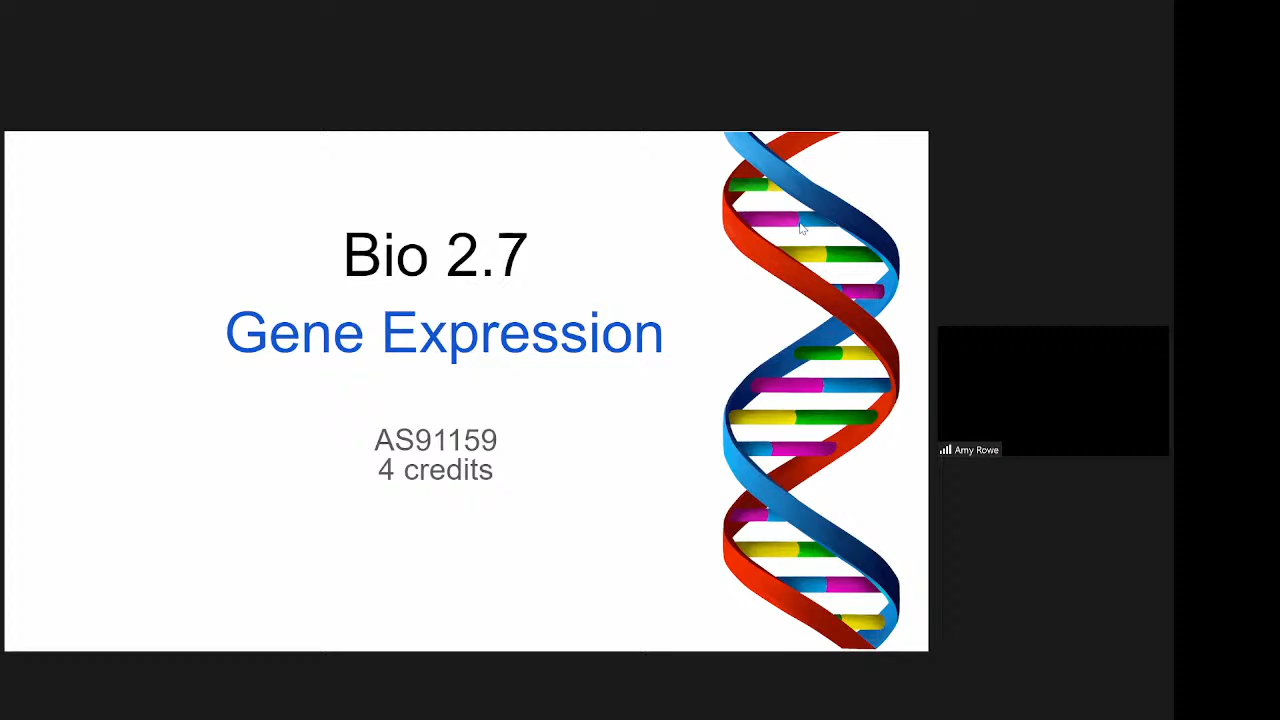 Bio 2.7
Gene Expression
AS91159
4 credits
Amy Rowe